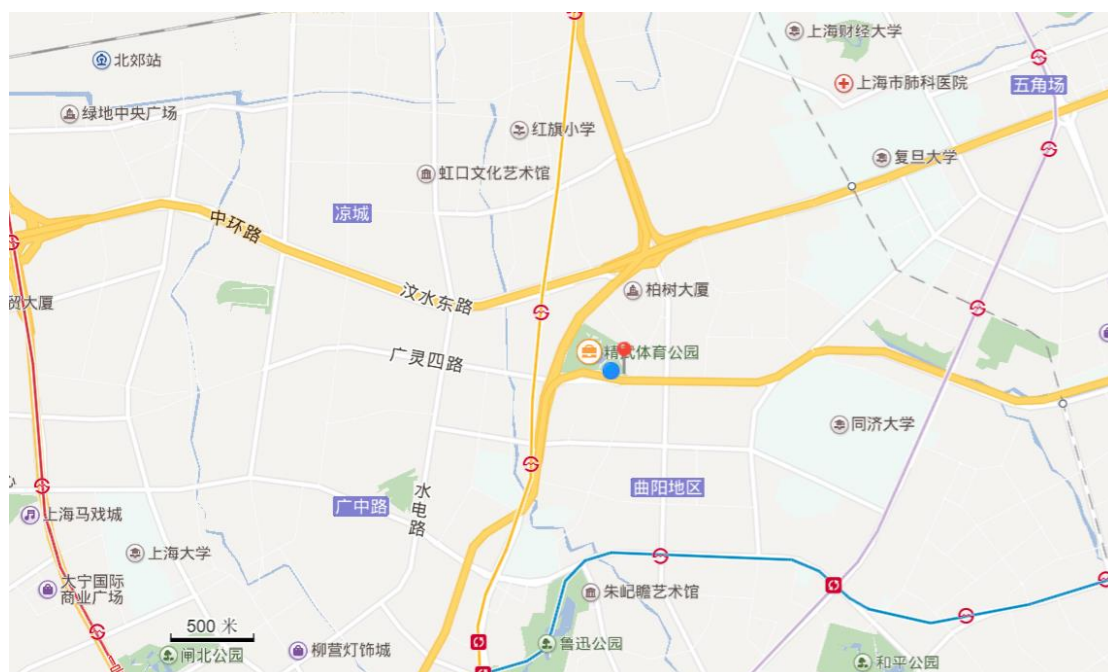 上海财经大学
北郊站
上海市肺科医院
五角场
绿地中央广场
红旗小学
复旦大学
虹口文化艺术馆
凉城
中环路
柏树大厦
汶水东路
贸大厦
广灵四路
精武体育公园
同济大学
心
曲阳地区
水电路
广中路
上海马戏城
上海大学
大宁国际
商业广场
朱屺瞻艺术馆
500 米
鲁迅公园
柳营灯饰城
闸北公园
和平公园